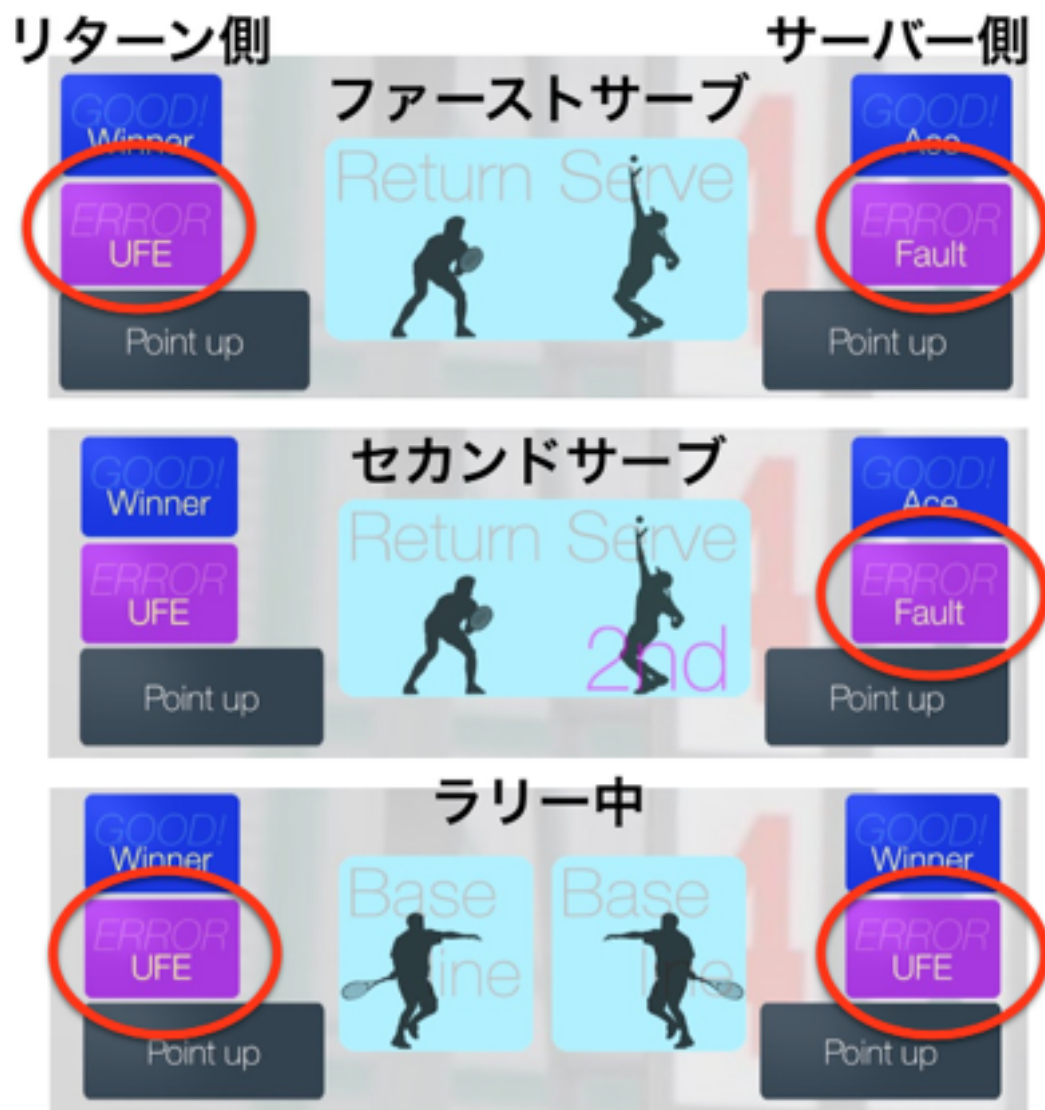 リターン側
サーバー側
ファーストサーブ
GOOD!
Winner
ERROR
UFE
Point up
Return Serve
GOOD!
Ace
ERROR
Fault
Point up
セカンドサーブ
GOOD!
Winner
ERROR
UFE
Point up
Return Serve
2nd
GOOD!
Ace
ERROR
Fault
Point up
ラリー中
GOOD!
Winner
ERROR
UFE
Point up
Base
line
Base
line
GOOD!
Winner
ERROR
UFE
Point up